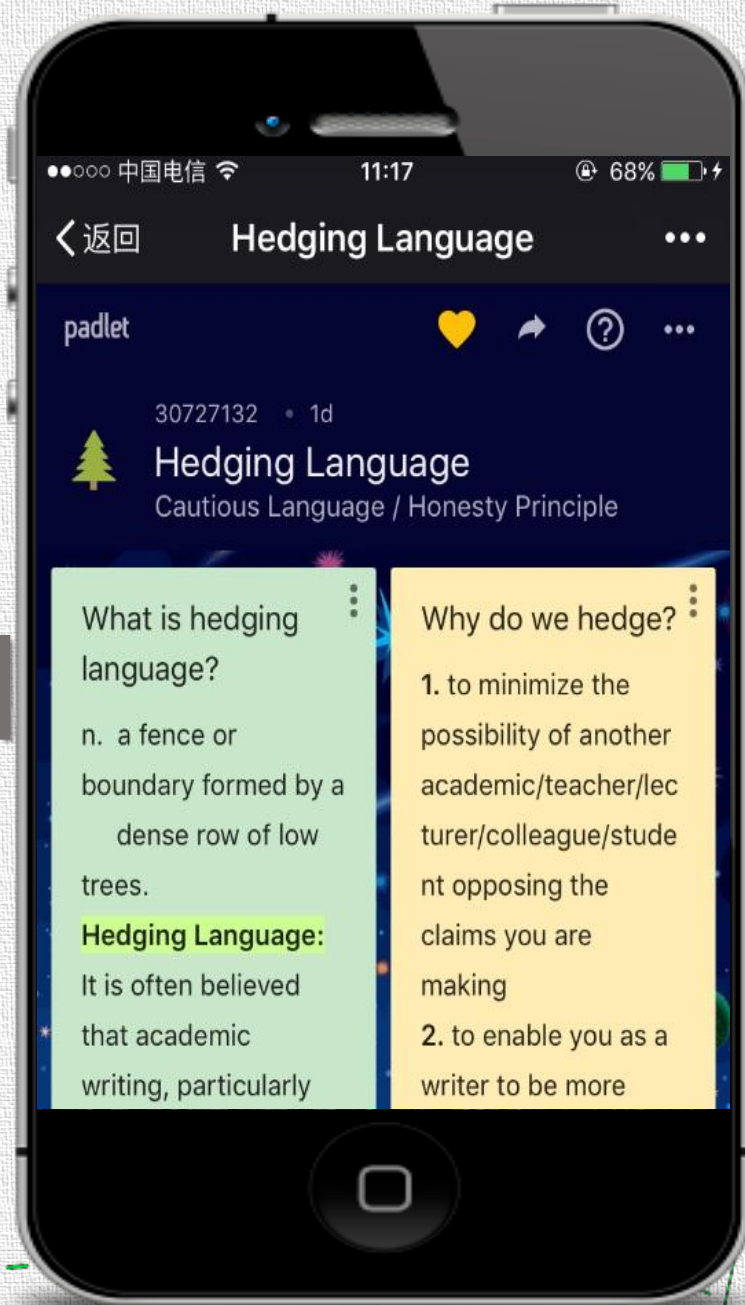 中国电信 11:17 68%
返回 Hedging Language
padlet
30727132 • 1d
Hedging Language
Cautious Language / Honesty Principle
What is hedging
language?
n. a fence or
boundary formed by a
dense row of low
trees.
Hedging Language:
It is often believed
that academic
writing, particularly
Why do we hedge?
1. to minimize the
possibility of another
academic/teacher/lec
turer/colleague/stude
nt opposing the
claims you are
making
2. to enable you as a
writer to be more